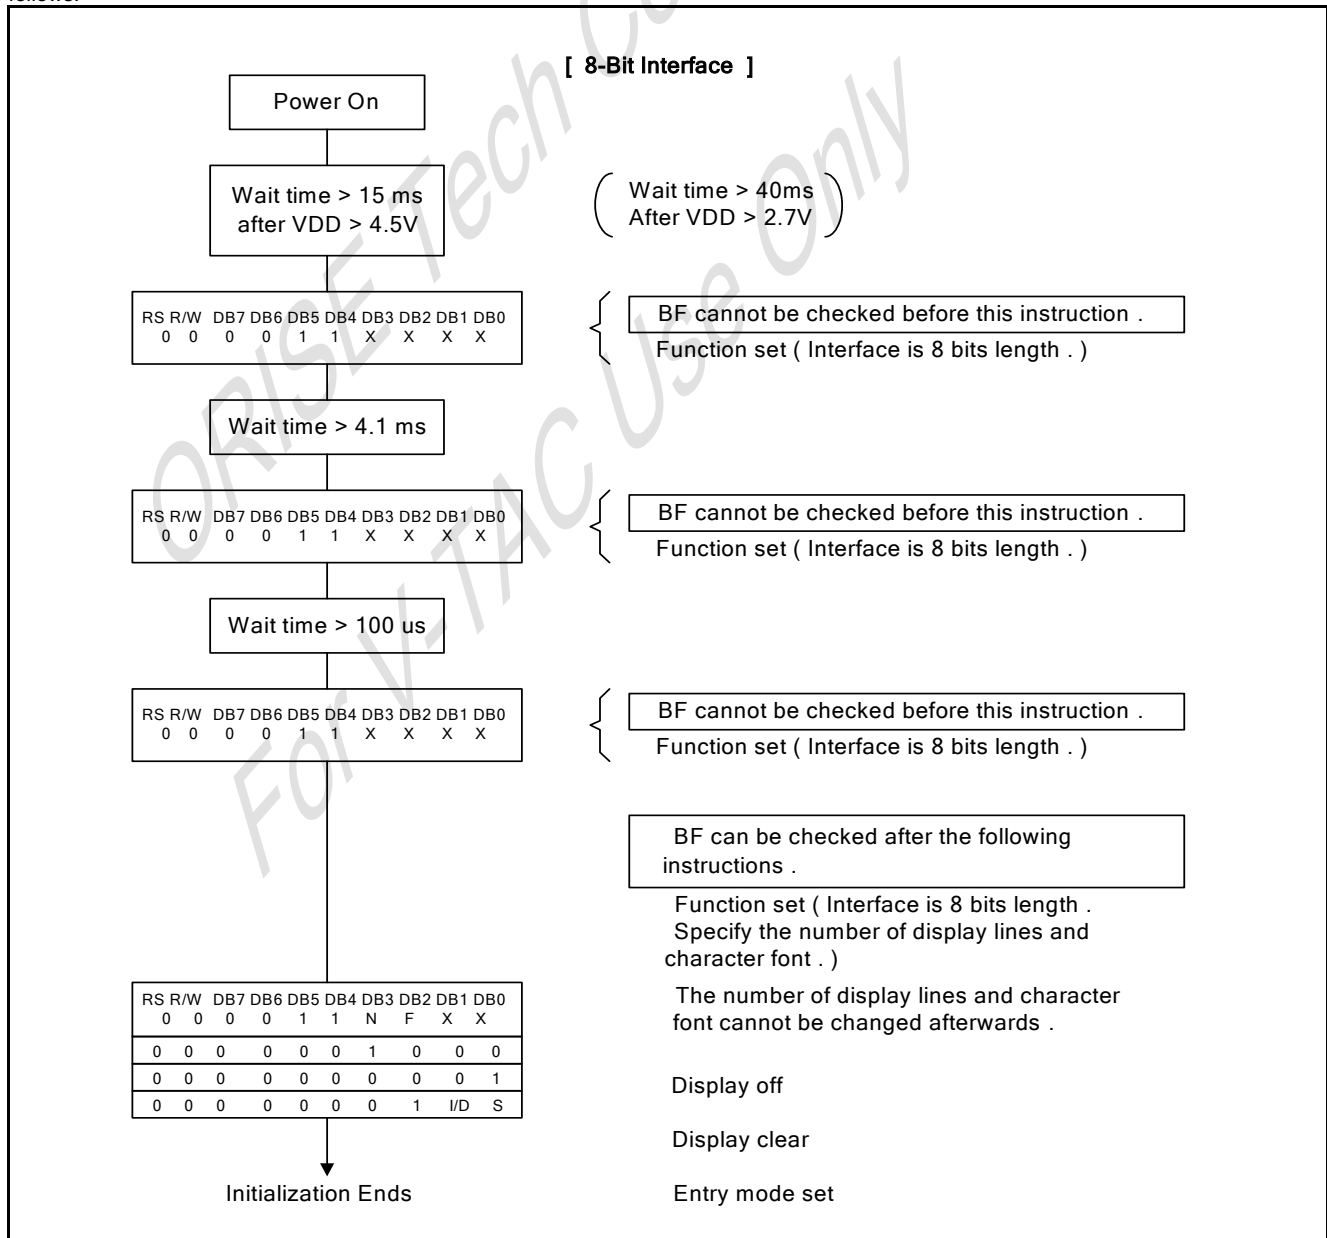 [ 8-Bit Interface ]
Power On
Wait time > 15 ms
after VDD > 4.5V
Wait time > 40ms
After VDD > 2.7V
RS R/W DB7 DB6 DB5 DB4 DB3 DB2 DB1 DB0
0 0 0 0 1 1 X X X X
BF cannot be checked before this instruction .
Function set ( Interface is 8 bits length . )
Wait time > 4.1 ms
RS R/W DB7 DB6 DB5 DB4 DB3 DB2 DB1 DB0
0 0 0 0 1 1 X X X X
BF cannot be checked before this instruction .
Function set ( Interface is 8 bits length . )
Wait time > 100 us
RS R/W DB7 DB6 DB5 DB4 DB3 DB2 DB1 DB0
0 0 0 0 1 1 X X X X
BF cannot be checked before this instruction .
Function set ( Interface is 8 bits length . )
BF can be checked after the following
instructions .
Function set ( Interface is 8 bits length .
Specify the number of display lines and
character font . )
The number of display lines and character
font cannot be changed afterwards .
RS R/W DB7 DB6 DB5 DB4 DB3 DB2 DB1 DB0
0 0 0 0 1 1 N F X X
0 0 0 0 0 0 1 0 0 0
0 0 0 0 0 0 0 0 0 1
0 0 0 0 0 0 0 1 I/D S
Display off
Display clear
Entry mode set
Initialization Ends
ORISE Tech
For V-TAC Use Only